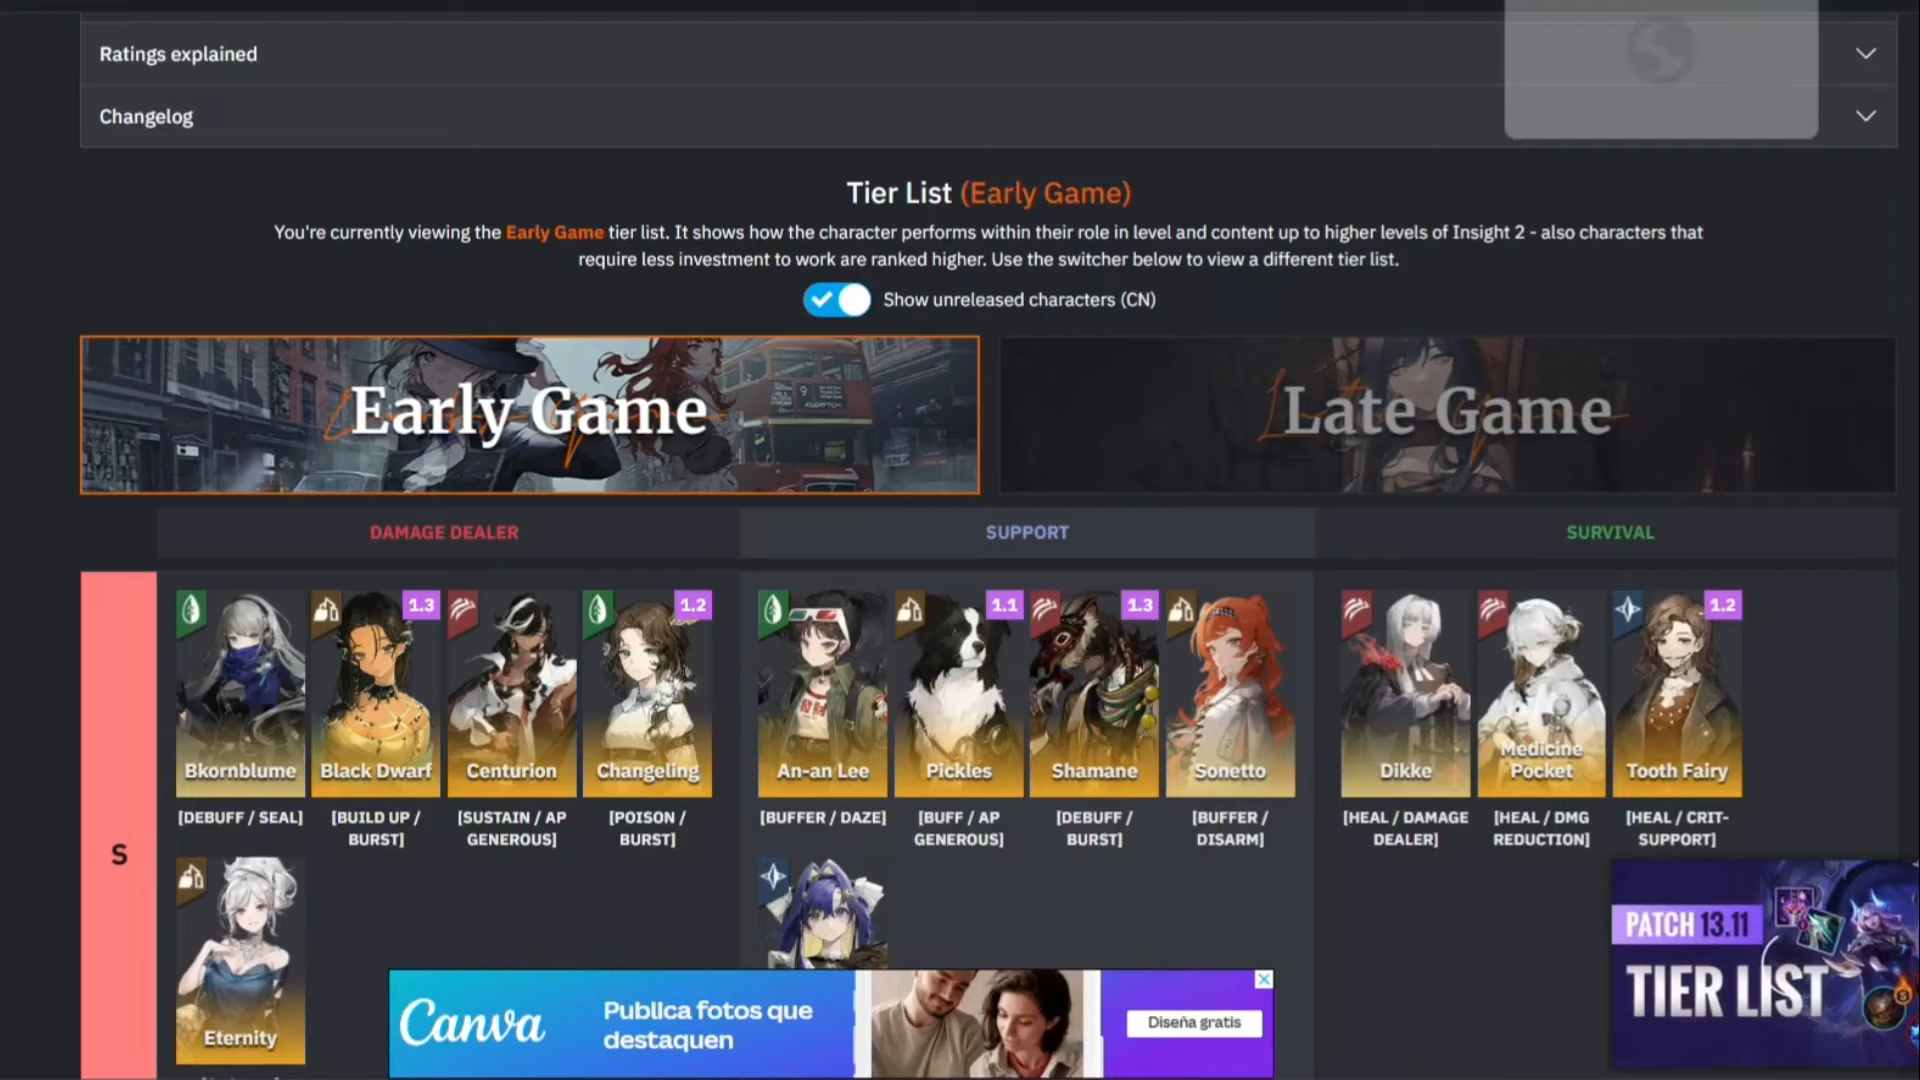 Ratings explained
Changelog
Tier List (Early Game)
You're currently viewing the Early Game tier list. It shows how the character performs within their role in level and content up to higher levels of Insight 2 - also characters that
require less investment to work are ranked higher. Use the switcher below to view a different tier list.
Show unreleased characters (CN)
Early Game
Late Game
DAMAGE DEALER
SUPPORT
SURVIVAL
S
1.3
1.2
1.1
1.3
1.2
Bkornblume
Black Dwarf
Centurion
Changeling
An-an Lee
Pickles
Shamane
Sonetto
Dikke
Medicine
Pocket
Tooth Fairy
[DEBUFF / SEAL]
[BUILD UP /
BURST]
[SUSTAIN / AP
GENEROUS]
[POISON /
BURST]
[BUFFER / DAZE]
[BUFF / AP
GENEROUS]
[DEBUFF /
BURST]
[BUFFER /
DISARM]
[HEAL / DAMAGE
DEALER]
[HEAL / DMG
REDUCTION]
[HEAL / CRIT-
SUPPORT]
Eternity
Canva
Publica fotos que
destaquen
Diseña gratis
PATCH 13.11
TIER LIST